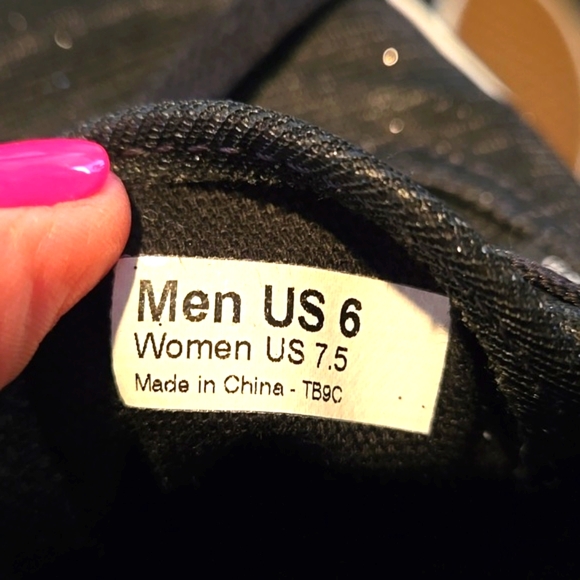 Men US 6
Women US 7.5
Made in China - TB9C